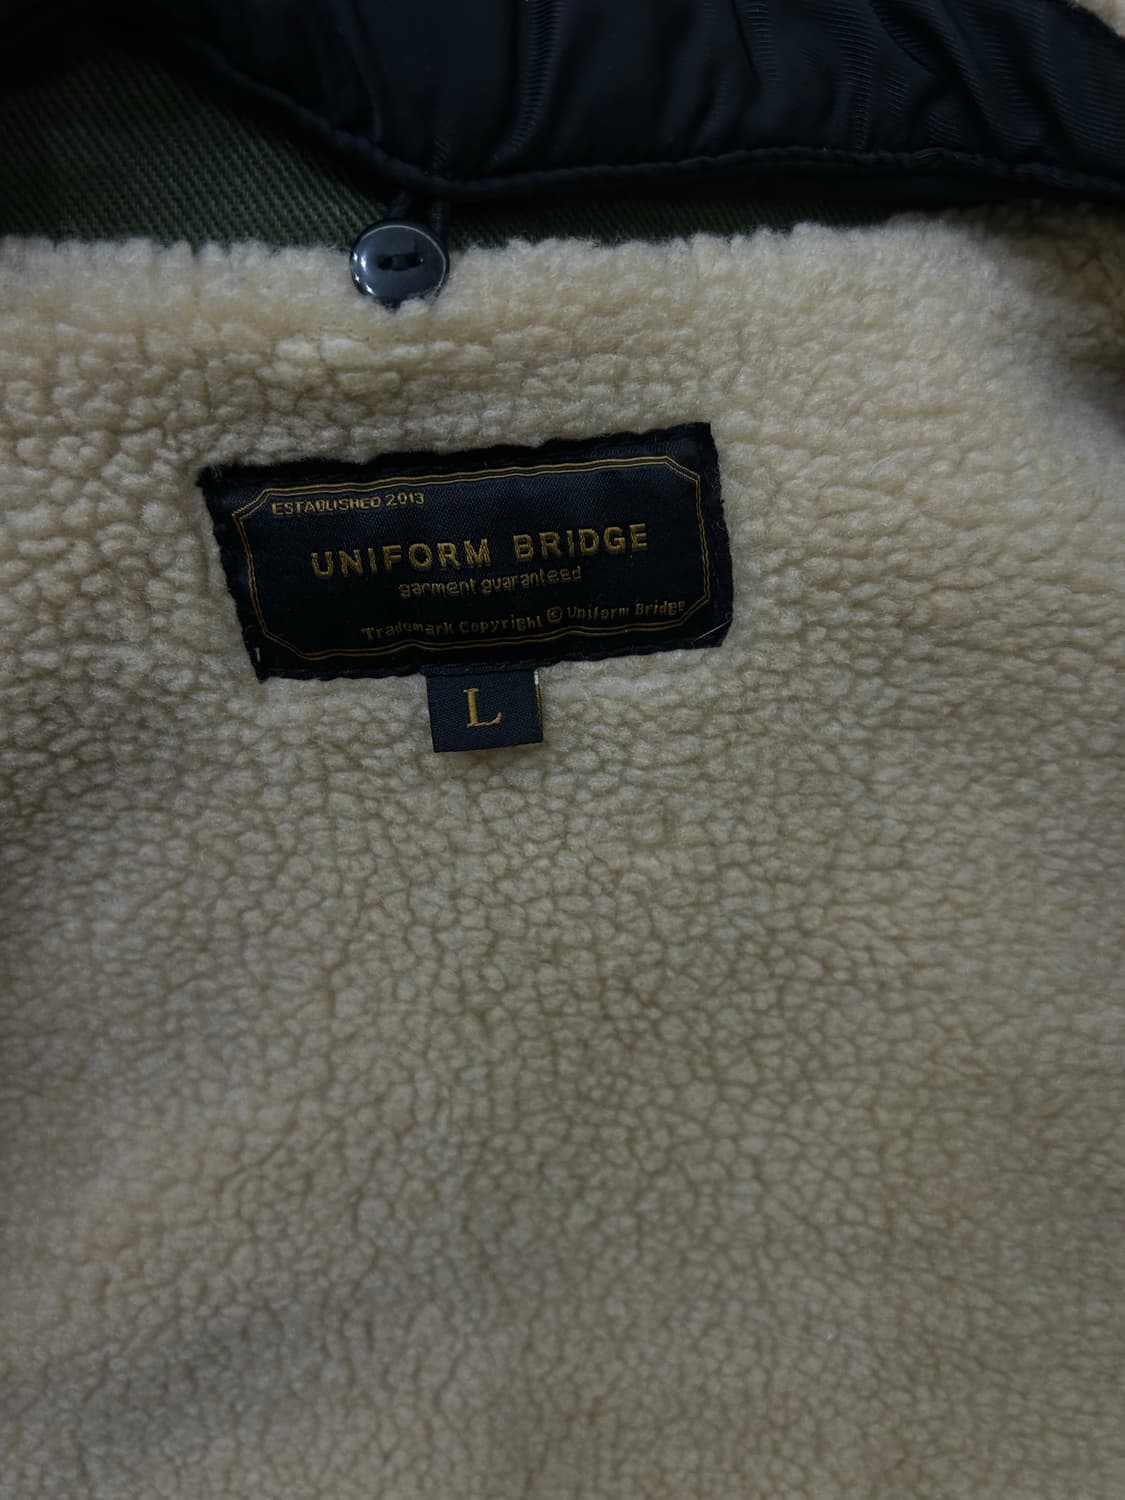 ESTABLISHED 2013
UNIFORM BRIDGE
garment guaranteed
Trademark Copyright © Uniform Bridge
L